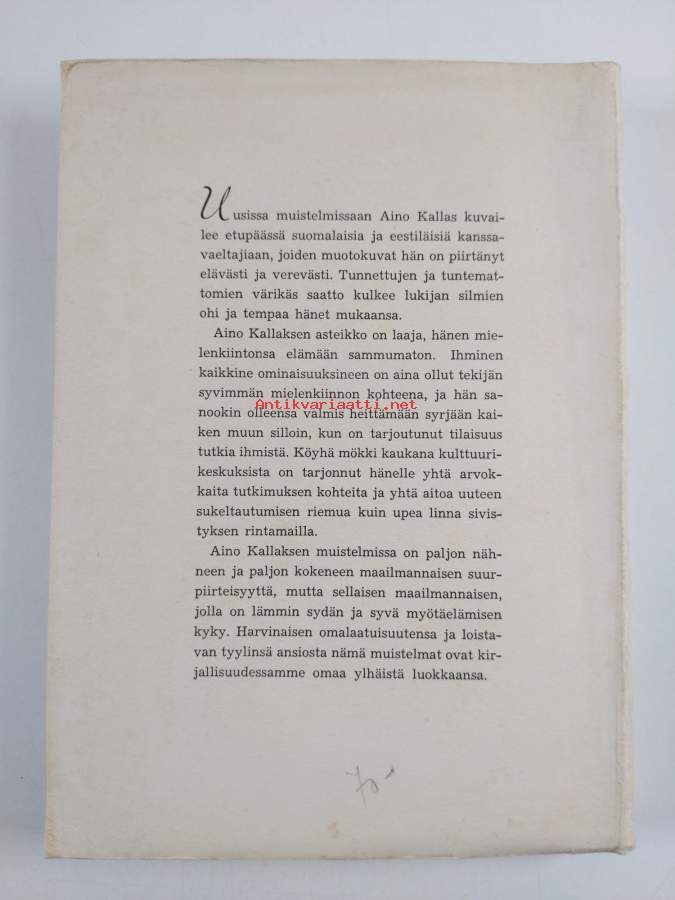 Uusissa muistelmissaan Aino Kallas kuvai-
lee etupäässä suomalaisia ja eestiläisiä kanssa-
vaeltajiaan, joiden muotokuvat hän on piirtänyt
elävästi ja verevästi. Tunnettujen ja tuntemat-
tomien värikäs saatto kulkee lukijan silmien
ohi ja tempaa hänet mukaansa.
Aino Kallaksen asteikko on laaja, hänen mie-
lenkiintonsa elämään sammumaton. Ihminen
kaikkine ominaisuuksineen on aina ollut tekijän
syvimmän mielenkiinnon kohteena, ja hän sa-
Antikvariaatti.net
nookin olleensa valmis heittämään syrjään kai-
ken muun silloin, kun on tarjoutunut tilaisuus
tutkia ihmistä. Köyhä mökki kaukana kulttuuri-
keskuksista on tarjonnut hänelle yhtä arvok-
kaita tutkimuksen kohteita ja yhtä aitoa uuteen
sukeltautumisen riemua kuin upea linna sivis-
tyksen rintamailla.
Aino Kallaksen muistelmissa on paljon näh-
neen ja paljon kokeneen maailmannaisen suur-
piirteisyyttä, mutta sellaisen maailmannaisen,
jolla on lämmin sydän ja syvä myötäelämisen
kyky. Harvinaisen omalaatuisuutensa ja loista-
van tyylinsä ansiosta nämä muistelmat ovat kir-
jallisuudessamme omaa ylhäistä luokkaansa.